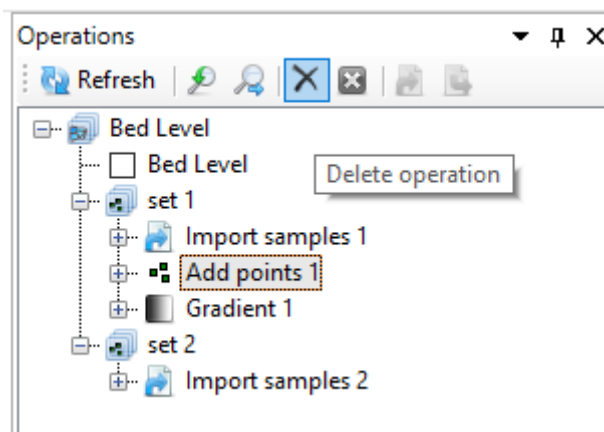 Operations
Refresh
Bed Level
Bed Level
Delete operation
set 1
Import samples 1
Add points 1
Gradient 1
set 2
Import samples 2